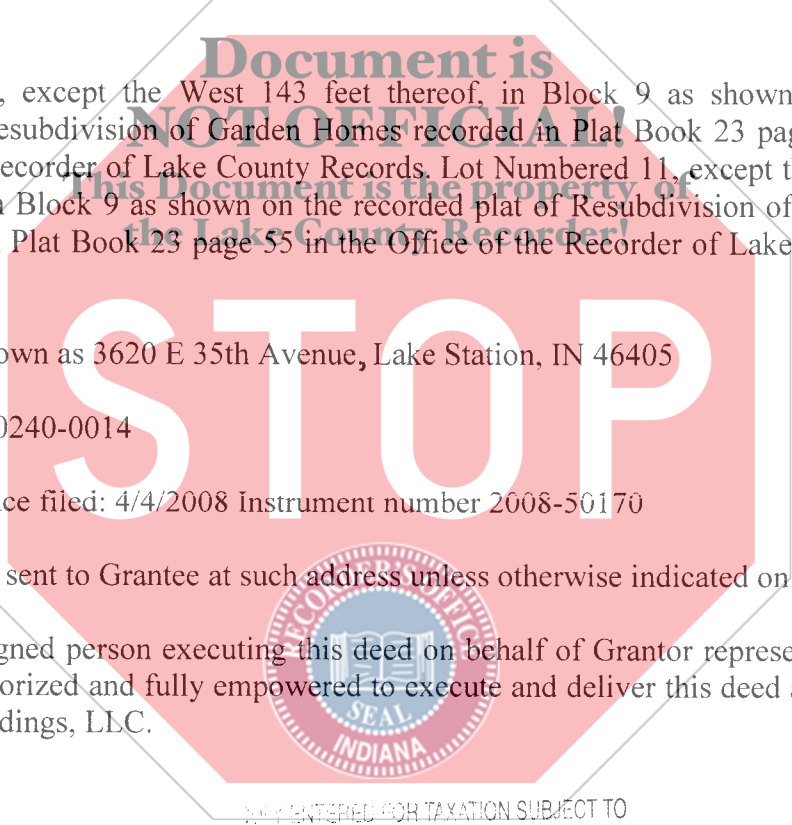 Document is
, except the West 143 feet thereof, in Block 9 as shown
NOT OFFICIAL!
esubdivision of Garden Homes recorded in Plat Book 23 pag
ecorder of Lake County Records. Lot Numbered 11, except t
This Document is the property of
n Block 9 as shown on the recorded plat of Resubdivision of
the Lake County Recorder!
Plat Book 23 page 55 in the Office of the Recorder of Lake
STOP
own as 3620 E 35th Avenue, Lake Station, IN 46405
0240-0014
ce filed: 4/4/2008 Instrument number 2008-50170
sent to Grantee at such address unless otherwise indicated on
RECORDER'S OFFICE
gned person executing this deed on behalf of Grantor represe
orized and fully empowered to execute and deliver this deed
dings, LLC.
SEAL
INDIANA
ENTERED FOR TAXATION SUBJECT TO